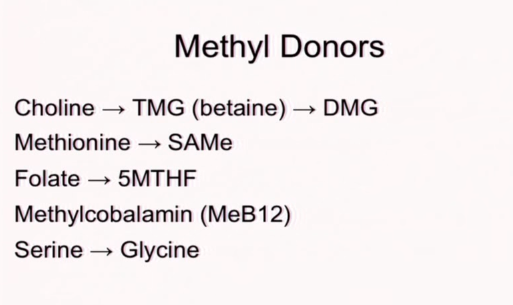 Methyl Donors
Choline → TMG (betaine) → DMG
Methionine → SAMe
Folate → 5MTHF
Methylcobalamin (MeB12)
Serine → Glycine